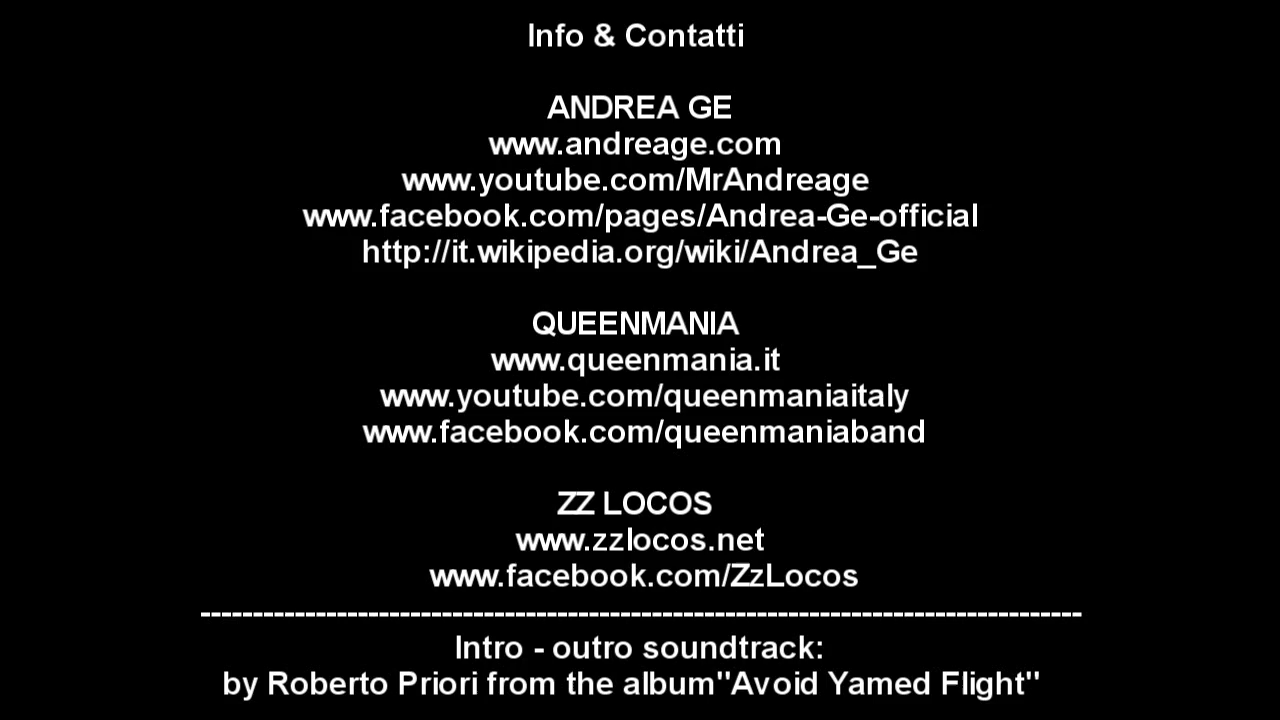 Info & Contatti
ANDREA GE
www.andreage.com
www.youtube.com/MrAndreage
www.facebook.com/pages/Andrea-Ge-official
http://it.wikipedia.org/wiki/Andrea_Ge
QUEENMANIA
www.queenmania.it
www.youtube.com/queenmaniaitaly
www.facebook.com/queenmaniaband
ZZ LOCOS
www.zzlocos.net
www.facebook.com/ZzLocos
------------------------------------------------------------------------------------
Intro - outro soundtrack:
by Roberto Priori from the album"Avoid Yamed Flight"